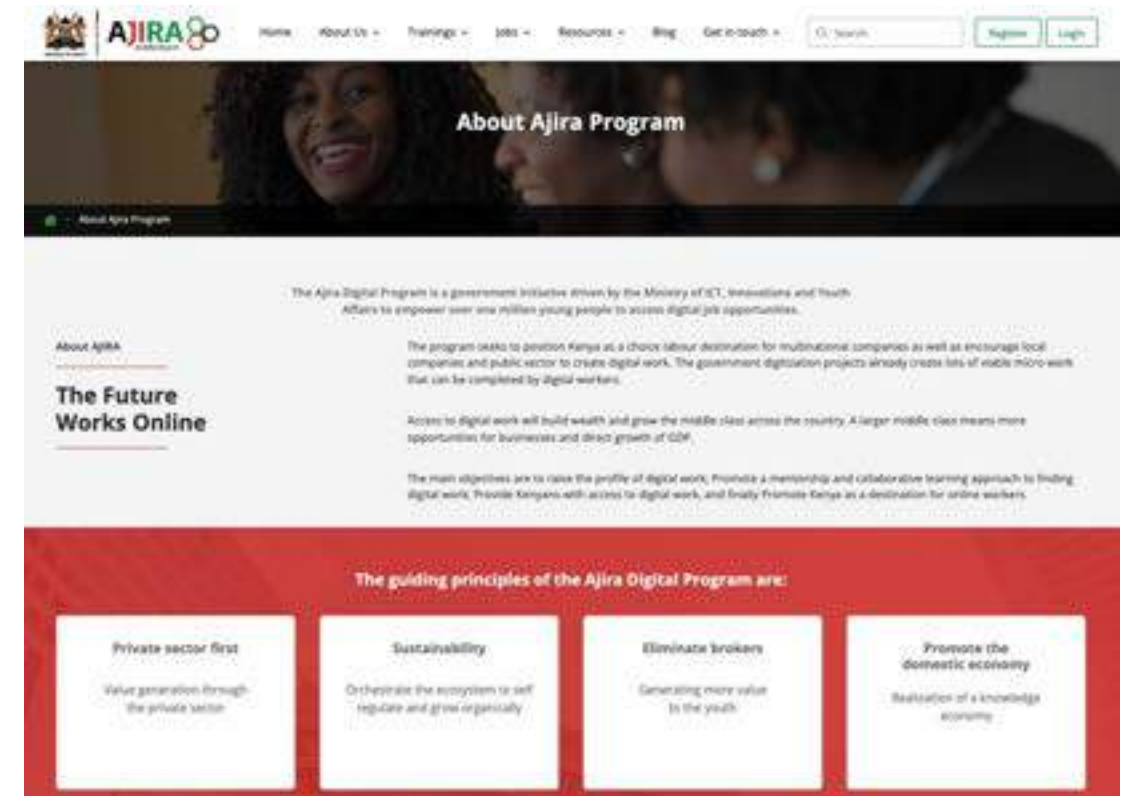 AJIRA
Home About Us Trainings Jobs Resources Blog Get in touch Search Register Login
About Ajira Program
About Ajira Program
The Ajira Digital Program is a government initiative driven by the Ministry of ICT, Innovations and Youth
Affairs to empower over one million young people to access digital job opportunities.
About AJIRA
The Future
Works Online
The program seeks to position Kenya as a choice labour destination for multinational companies as well as encourage local
companies and public sector to create digital work. The government digitization projects already create lots of viable micro-work
that can be completed by digital workers.
Access to digital work will build wealth and grow the middle class across the country. A larger middle class means more
opportunities for businesses and direct growth of GDP.
The main objectives are to raise the profile of digital work; Promote a mentorship and collaborative learning approach to finding
digital work; Provide Kenyans with access to digital work, and finally Promote Kenya as a destination for online workers.
The guiding principles of the Ajira Digital Program are:
Private sector first
Value generation through
the private sector
Sustainability
Orchestrate the ecosystem to self
regulate and grow organically
Eliminate brokers
Generating more value
to the youth
Promote the
domestic economy
Realization of a knowledge
economy